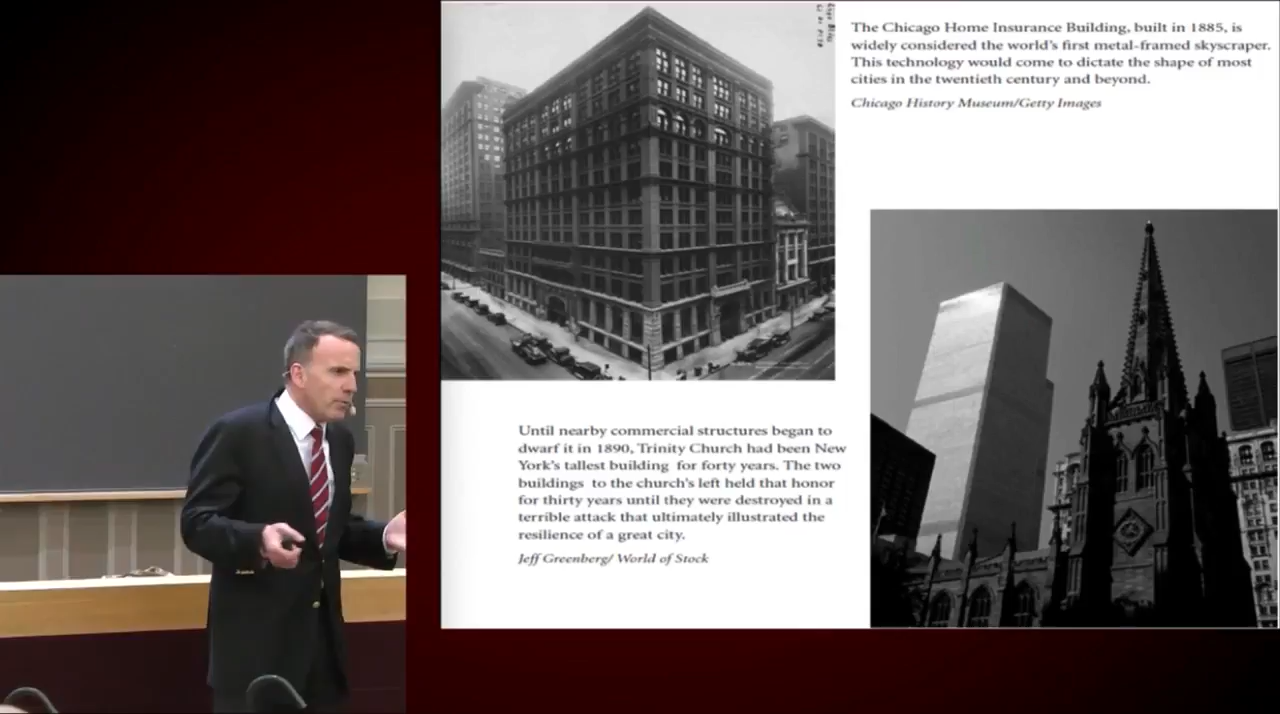 The Chicago Home Insurance Building, built in 1885, is
widely considered the world's first metal-framed skyscraper.
This technology would come to dictate the shape of most
cities in the twentieth century and beyond.
Chicago History Museum/Getty Images
Until nearby commercial structures began to
dwarf it in 1890, Trinity Church had been New
York's tallest building for forty years. The two
buildings to the church's left held that honor
for thirty years until they were destroyed in a
terrible attack that ultimately illustrated the
resilience of a great city.
Jeff Greenberg/ World of Stock